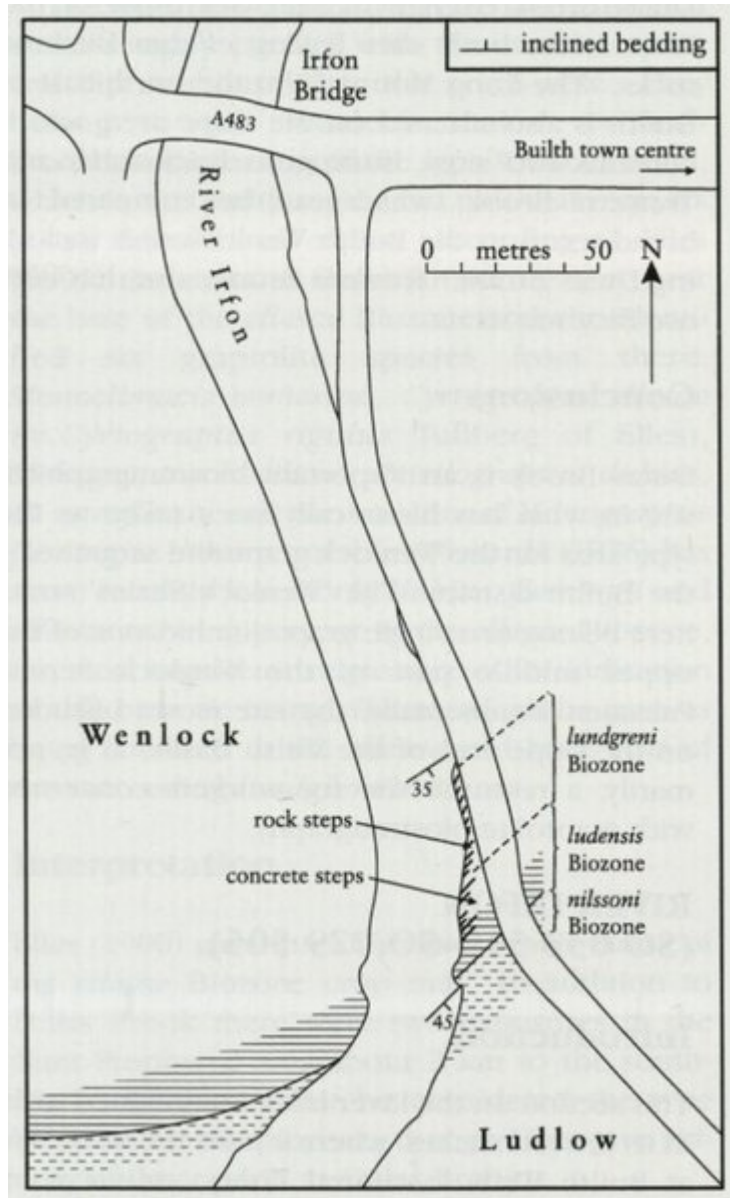 inclined bedding
Irfon
Bridge
A483
Builth town centre
River Irfon
0 metres 50 N
Wenlock
lundgreni
Biozone
35
rock steps
ludensis
Biozone
concrete steps
nilssoni
Biozone
45
Ludlow